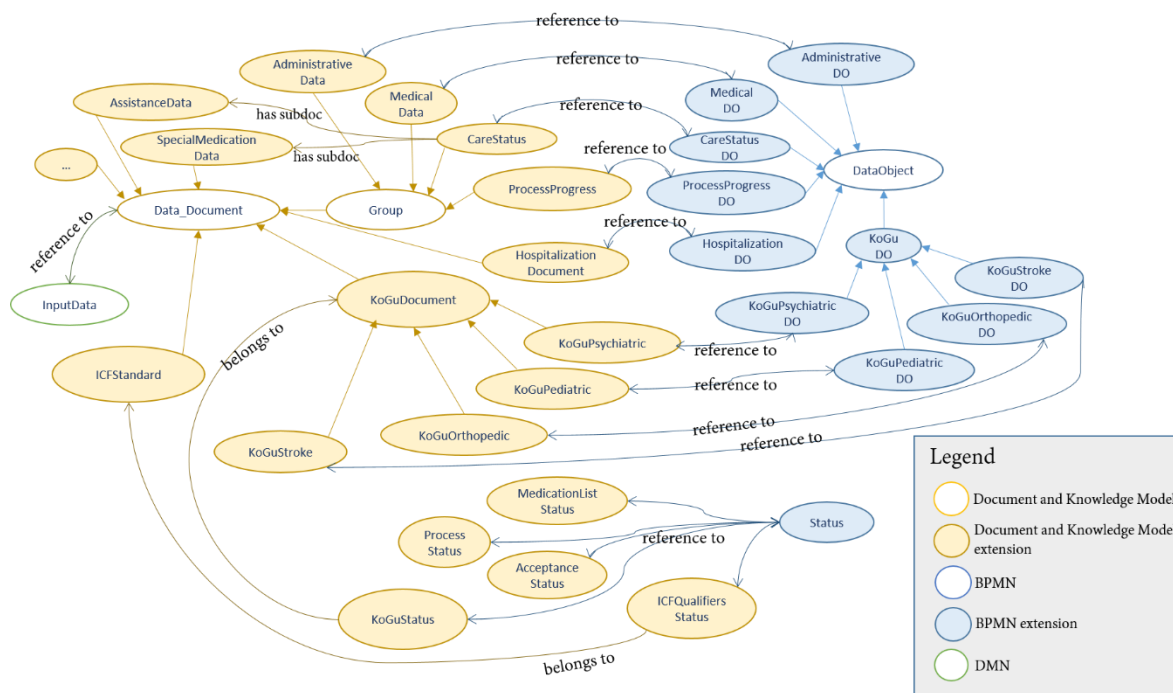 reference to
Administrative
Data
Administrative
DO
reference to
Medical
Data
Medical
DO
AssistanceData
has subdoc
reference to
SpecialMedication
Data
has subdoc
CareStatus
CareStatus
DO
...
reference to
ProcessProgress
ProcessProgress
DO
DataObject
Data_Document
Group
reference to
reference to
Hospitalization
Document
Hospitalization
DO
KoGu
DO
KoGuStroke
DO
InputData
KoGuDocument
KoGuPsychiatric
DO
KoGuOrthopedic
DO
belongs to
KoGuPsychiatric
reference to
ICFStandard
KoGuPediatric
reference to
KoGuPediatric
DO
KoGuOrthopedic
reference to
KoGuStroke
reference to
MedicationList
Status
Process
Status
reference to
Status
Acceptance
Status
ICFQualifiers
Status
KoGuStatus
belongs to
Legend
Document and Knowledge Model
Document and Knowledge Model
extension
BPMN
BPMN extension
DMN